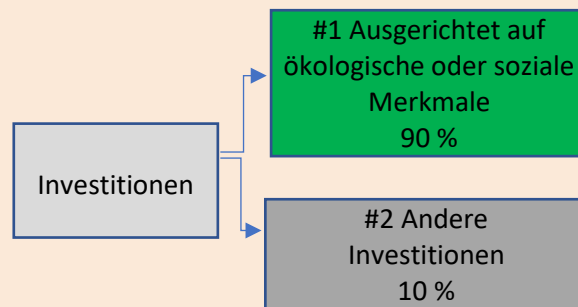 #1 Ausgerichtet auf
ökologische oder soziale
Merkmale
90 %
Investitionen
#2 Andere
Investitionen
10 %